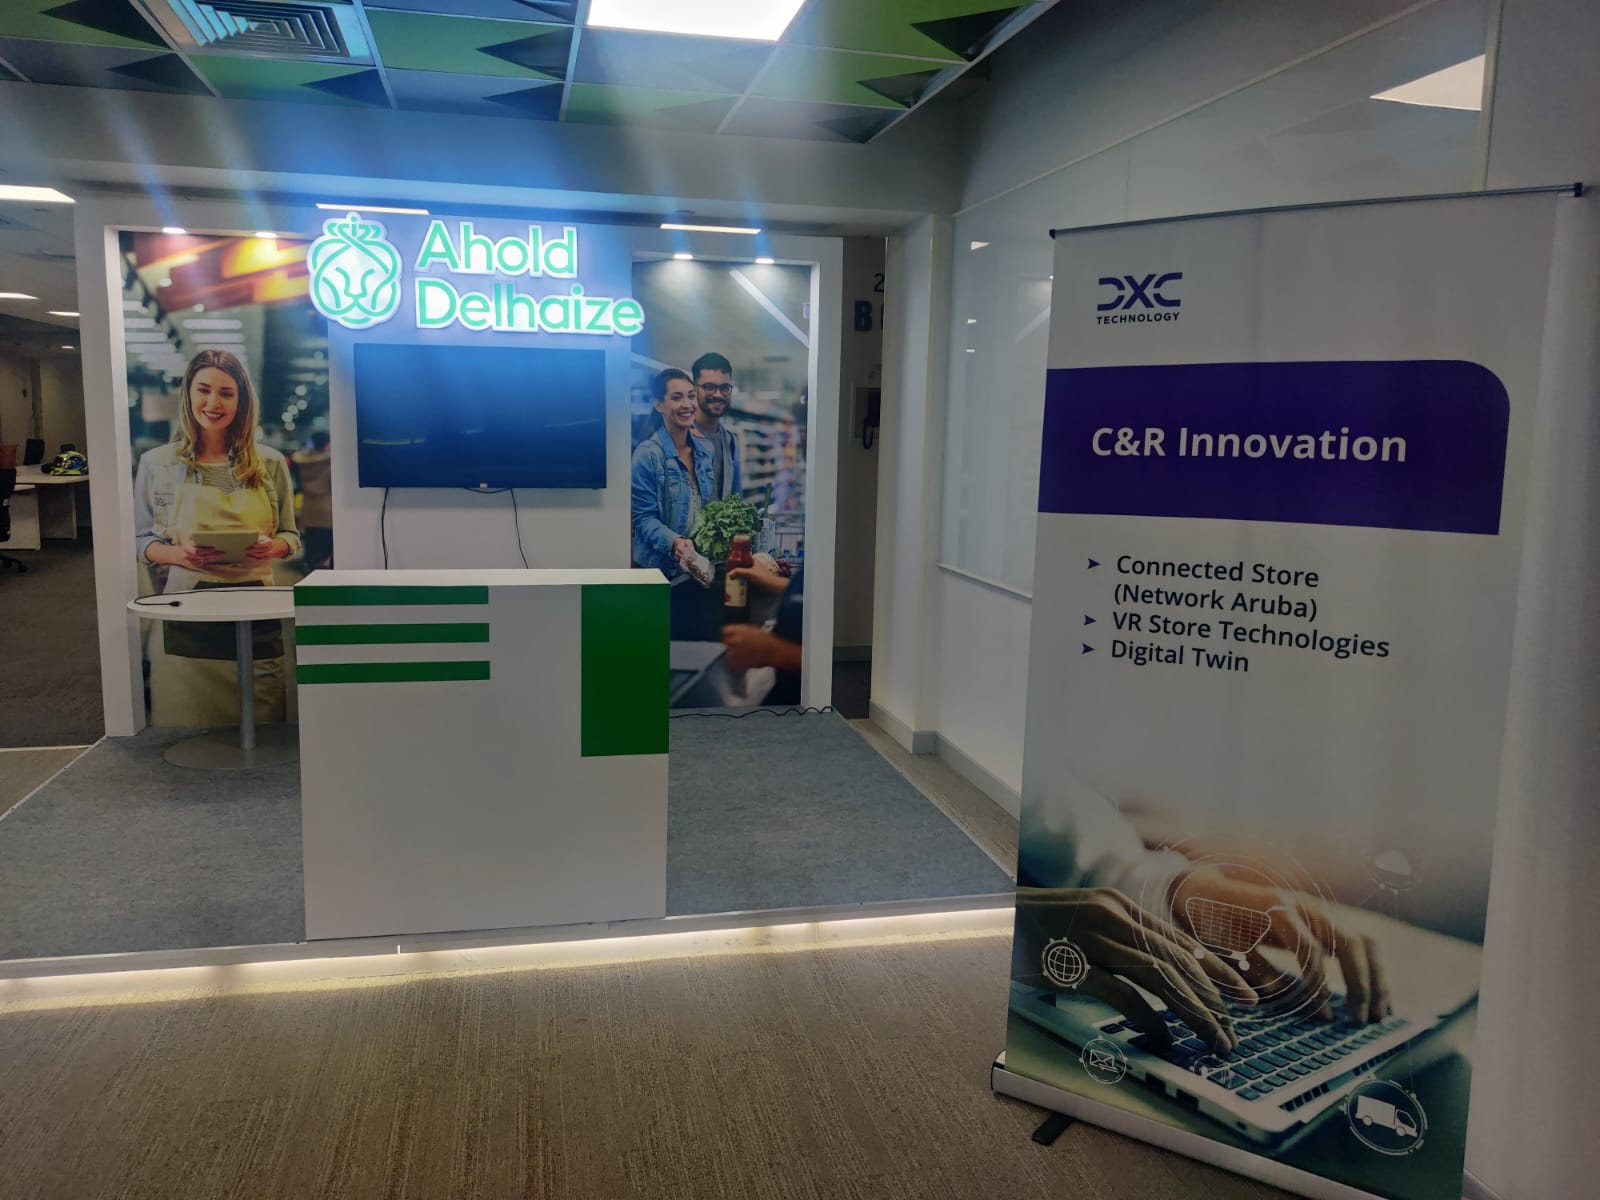 Ahold
Delhaize
DXC
TECHNOLOGY
C&R Innovation
➤ Connected Store
(Network Aruba)
➤ VR Store Technologies
➤ Digital Twin